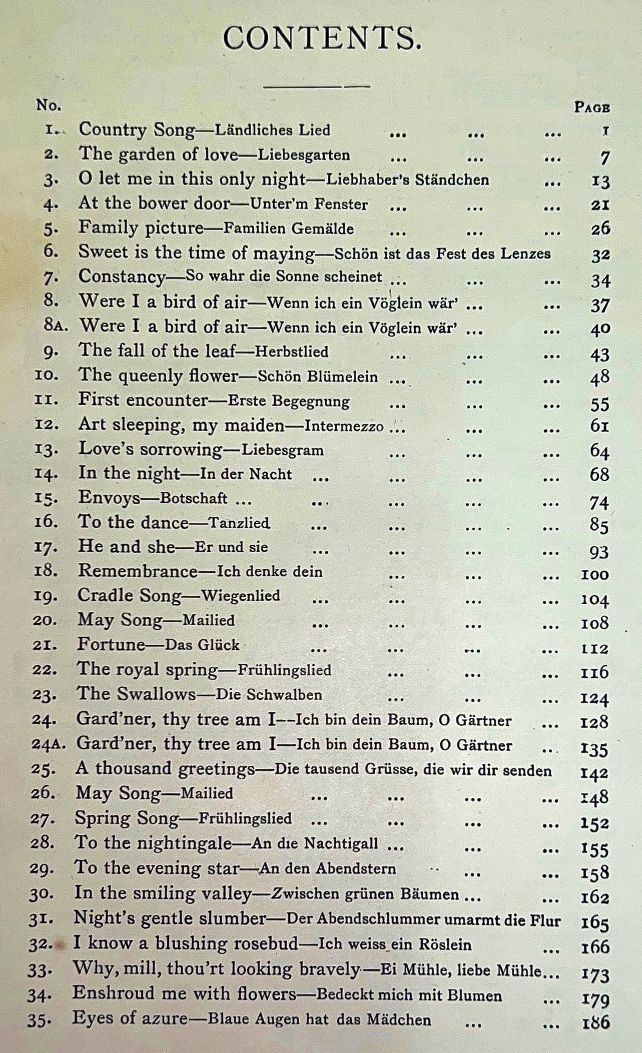 CONTENTS.
No. PAGE
1. Country Song—Ländliches Lied ... ... ... 1
2. The garden of love—Liebesgarten ... ... ... 7
3. O let me in this only night—Liebhaber's Ständchen ... 13
4. At the bower door—Unter'm Fenster ... ... ... 21
5. Family picture—Familien Gemälde ... ... ... 26
6. Sweet is the time of maying—Schön ist das Fest des Lenzes 32
7. Constancy—So wahr die Sonne scheinet ... ... ... 34
8. Were I a bird of air—Wenn ich ein Vöglein wär' ... ... 37
8A. Were I a bird of air—Wenn ich ein Vöglein wär' ... ... 40
9. The fall of the leaf—Herbstlied ... ... ... 43
10. The queenly flower—Schön Blümelein ... ... ... 48
11. First encounter—Erste Begegnung ... ... ... 55
12. Art sleeping, my maiden—Intermezzo ... ... ... 61
13. Love's sorrowing—Liebesgram ... ... ... 64
14. In the night—In der Nacht ... ... ... ... 68
15. Envoys—Botschaft ... ... ... ... ... 74
16. To the dance—Tanzlied ... ... ... ... 85
17. He and she—Er und sie ... ... ... ... 93
18. Remembrance—Ich denke dein ... ... ... 100
19. Cradle Song—Wiegenlied ... ... ... ... 104
20. May Song—Mailied ... ... ... ... 108
21. Fortune—Das Glück ... ... ... ... 112
22. The royal spring—Frühlingslied ... ... ... 116
23. The Swallows—Die Schwalben ... ... ... 124
24. Gard'ner, thy tree am I—Ich bin dein Baum, O Gärtner ... 128
24A. Gard'ner, thy tree am I—Ich bin dein Baum, O Gärtner ... 135
25. A thousand greetings—Die tausend Grüsse, die wir dir senden 142
26. May Song—Mailied ... ... ... ... 148
27. Spring Song—Frühlingslied ... ... ... ... 152
28. To the nightingale—An die Nachtigall ... ... ... 155
29. To the evening star—An den Abendstern ... ... ... 158
30. In the smiling valley—Zwischen grünen Bäumen ... ... 162
31. Night's gentle slumber—Der Abendschlummer umarmt die Flur 165
32. I know a blushing rosebud—Ich weiss ein Röslein ... 166
33. Why, mill, thou'rt looking bravely—Ei Mühle, liebe Mühle... 173
34. Enshroud me with flowers—Bedeckt mich mit Blumen ... 179
35. Eyes of azure—Blaue Augen hat das Mädchen ... ... 186